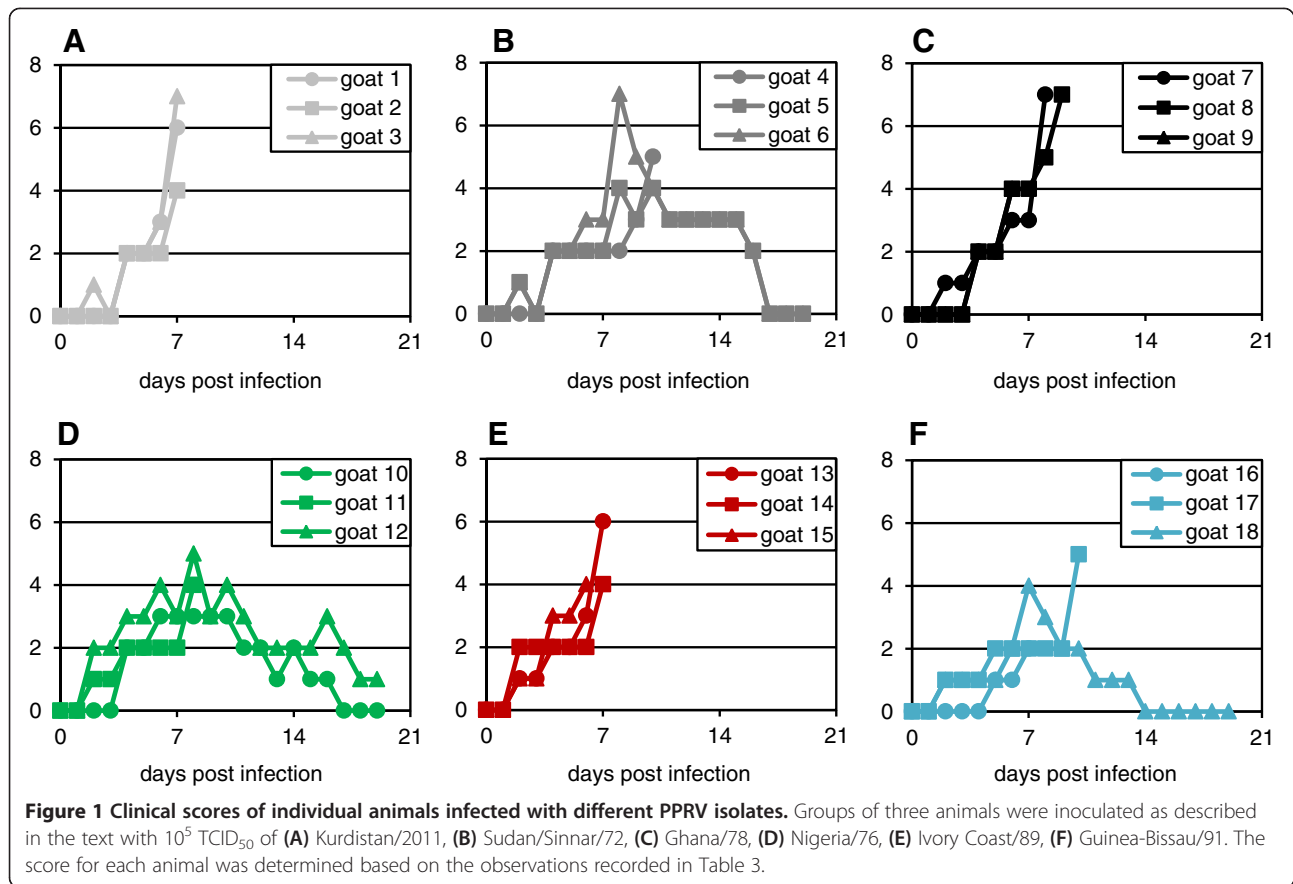 A
8
6
4
2
0
0
7
14
21
goat 1
goat 2
goat 3
days post infection
B
8
6
4
2
0
0
7
14
21
goat 4
goat 5
goat 6
days post infection
C
8
6
4
2
0
0
7
14
21
goat 7
goat 8
goat 9
days post infection
D
8
6
4
2
0
0
7
14
21
goat 10
goat 11
goat 12
days post infection
E
8
6
4
2
0
0
7
14
21
goat 13
goat 14
goat 15
days post infection
F
8
6
4
2
0
0
7
14
21
goat 16
goat 17
goat 18
days post infection
Figure 1 Clinical scores of individual animals infected with different PPRV isolates. Groups of three animals were inoculated as described
in the text with 10⁵ TCID₅₀ of (A) Kurdistan/2011, (B) Sudan/Sinnar/72, (C) Ghana/78, (D) Nigeria/76, (E) Ivory Coast/89, (F) Guinea-Bissau/91. The
score for each animal was determined based on the observations recorded in Table 3.